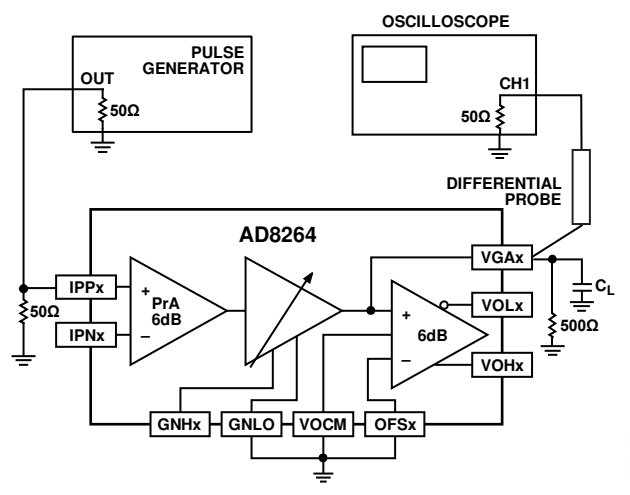 OSCILLOSCOPE
PULSE
GENERATOR
OUT
50Ω
CH1
50Ω
DIFFERENTIAL
PROBE
AD8264
VGAx
IPPx
+
PrA
6dB
–
IPNx
50Ω
+
6dB
–
VOLx
CL
500Ω
VOHx
GNHx
GNLO
VOCM
OFSx